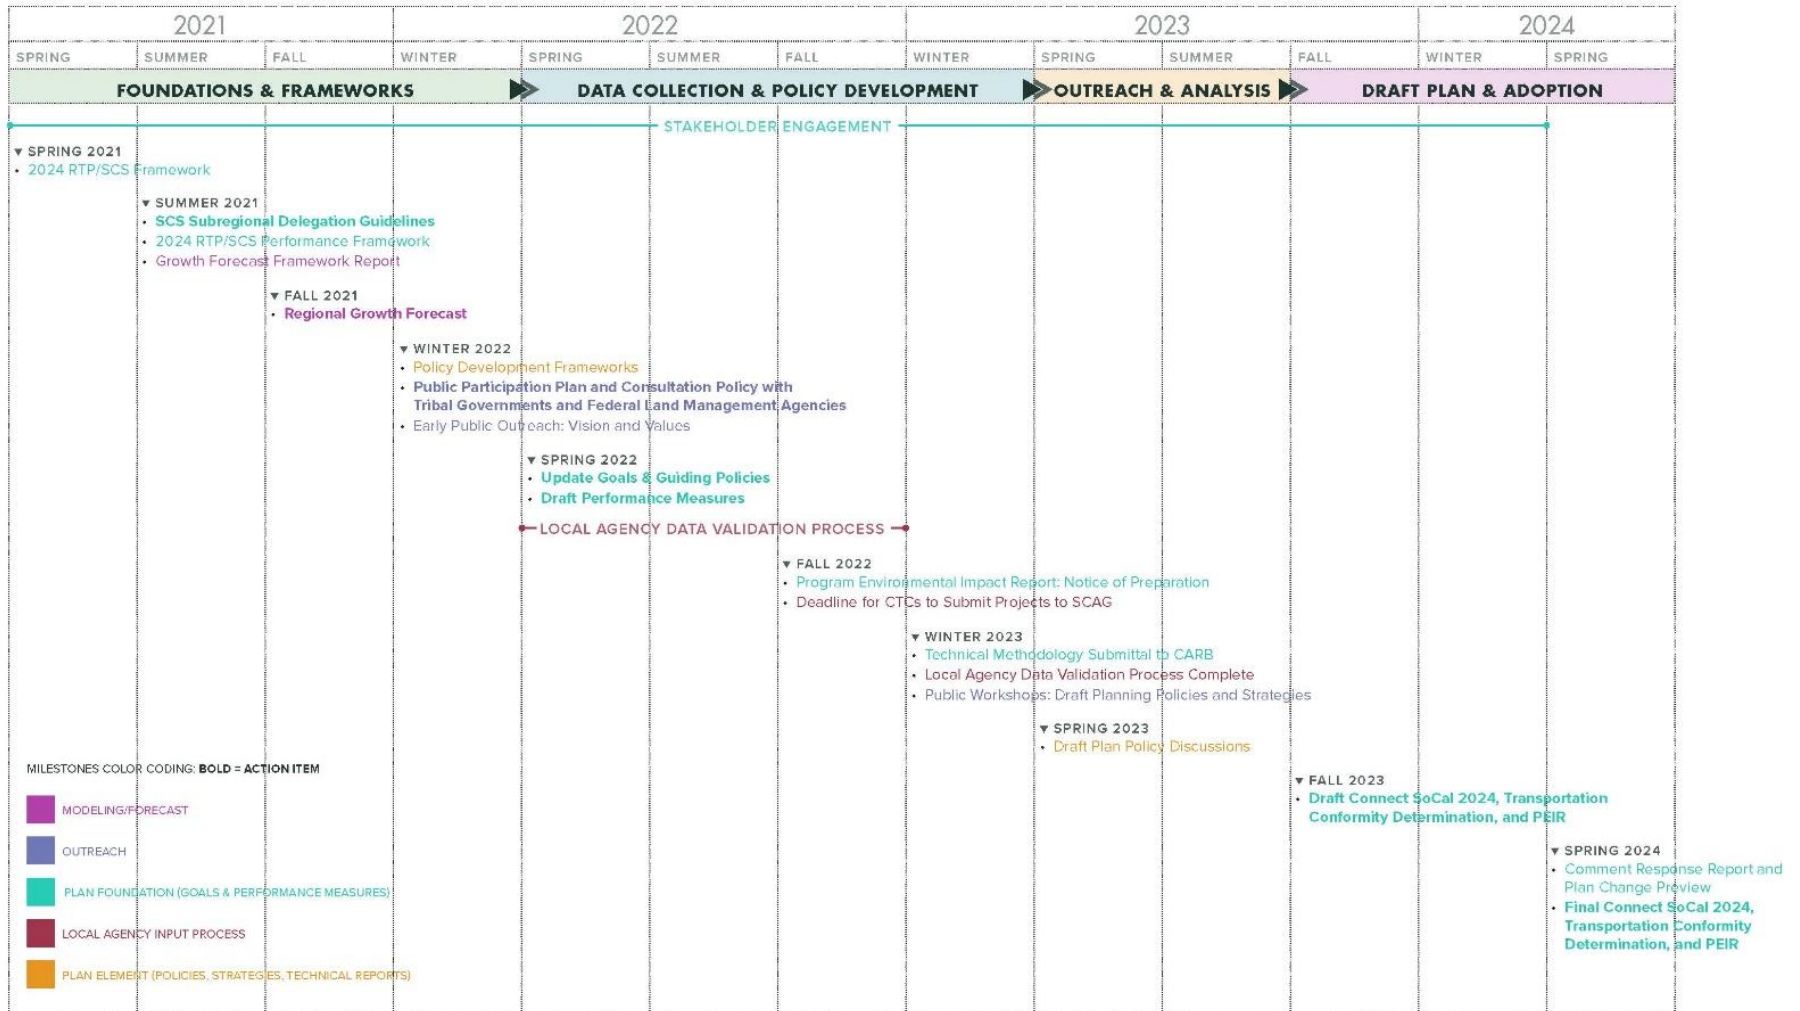 2021 2022 2023 2024
SPRING SUMMER FALL WINTER SPRING SUMMER FALL WINTER SPRING SUMMER FALL WINTER SPRING
FOUNDATIONS & FRAMEWORKS DATA COLLECTION & POLICY DEVELOPMENT OUTREACH & ANALYSIS DRAFT PLAN & ADOPTION
STAKEHOLDER ENGAGEMENT
▼ SPRING 2021
• 2024 RTP/SCS Framework
▼ SUMMER 2021
• SCS Subregional Delegation Guidelines
• 2024 RTP/SCS Performance Framework
• Growth Forecast Framework Report
▼ FALL 2021
• Regional Growth Forecast
▼ WINTER 2022
• Policy Development Frameworks
• Public Participation Plan and Consultation Policy with
Tribal Governments and Federal Land Management Agencies
• Early Public Outreach: Vision and Values
▼ SPRING 2022
• Update Goals & Guiding Policies
• Draft Performance Measures
LOCAL AGENCY DATA VALIDATION PROCESS
▼ FALL 2022
• Program Environmental Impact Report: Notice of Preparation
• Deadline for CTCs to Submit Projects to SCAG
▼ WINTER 2023
• Technical Methodology Submittal to CARB
• Local Agency Data Validation Process Complete
• Public Workshops: Draft Planning Policies and Strategies
▼ SPRING 2023
• Draft Plan Policy Discussions
▼ FALL 2023
• Draft Connect SoCal 2024, Transportation
Conformity Determination, and PEIR
▼ SPRING 2024
• Comment Response Report and
Plan Change Preview
• Final Connect SoCal 2024,
Transportation Conformity
Determination, and PEIR
MILESTONES COLOR CODING: BOLD = ACTION ITEM
MODELING/FORECAST
OUTREACH
PLAN FOUNDATION (GOALS & PERFORMANCE MEASURES)
LOCAL AGENCY INPUT PROCESS
PLAN ELEMENT (POLICIES, STRATEGIES, TECHNICAL REPORTS)